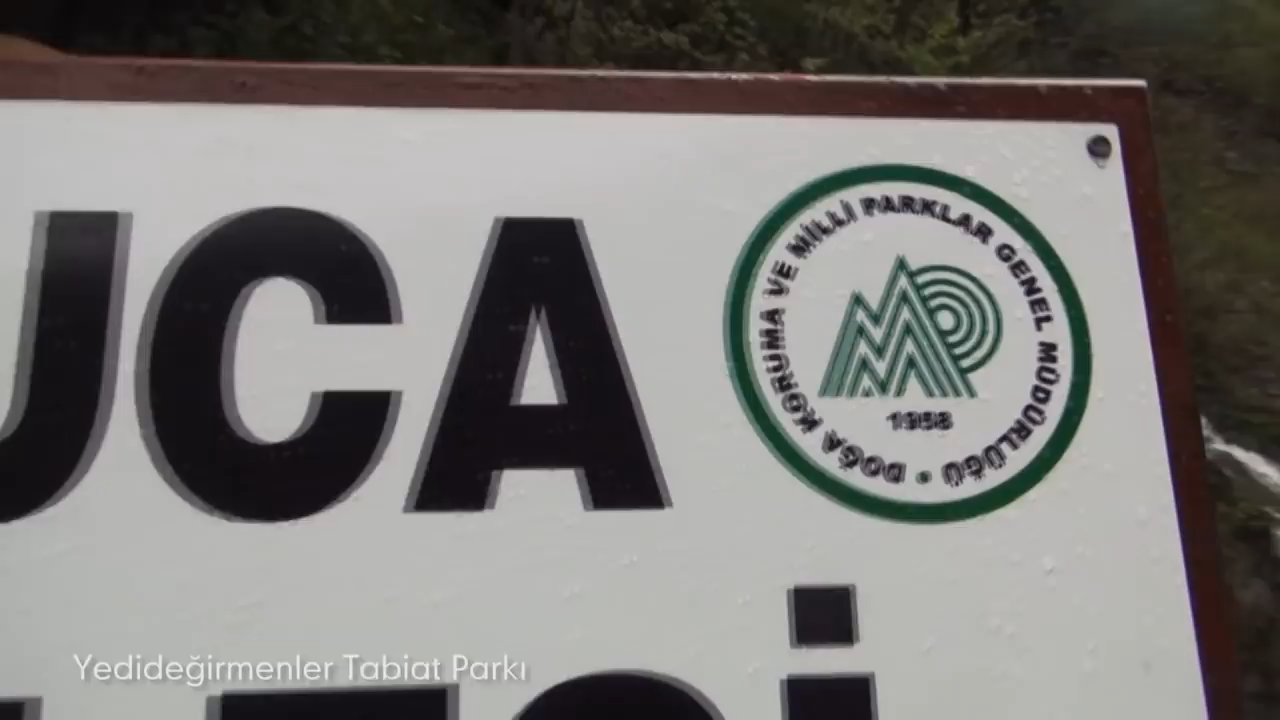 UCA
DOĞA KORUMA VE MİLLİ PARKLAR GENEL MÜDÜRLÜĞÜ •
1958
Yedideğirmenler Tabiat Parkı